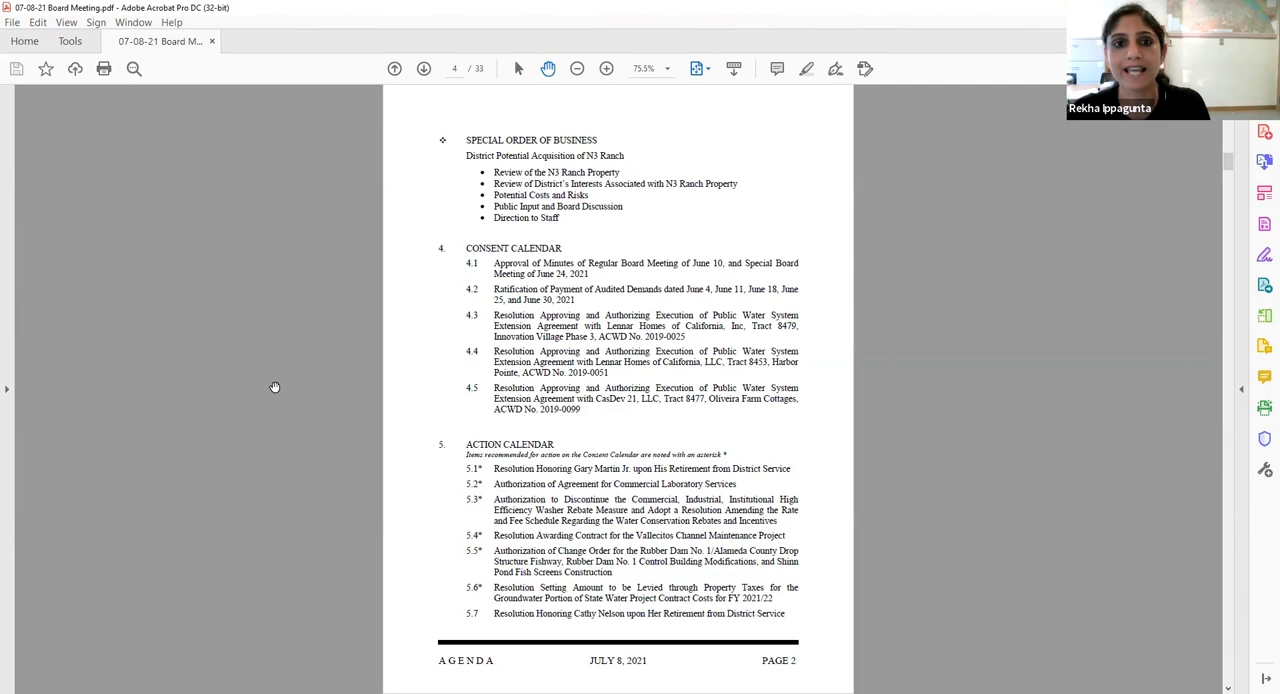 07-08-21 Board Meeting.pdf - Adobe Acrobat Pro DC (32-bit)
File Edit View Sign Window Help
Home Tools 07-08-21 Board M... ×
4 / 33 75.5%
Rekha Ippagunta
❖ SPECIAL ORDER OF BUSINESS
District Potential Acquisition of N3 Ranch
• Review of the N3 Ranch Property
• Review of District's Interests Associated with N3 Ranch Property
• Potential Costs and Risks
• Public Input and Board Discussion
• Direction to Staff
4. CONSENT CALENDAR
4.1 Approval of Minutes of Regular Board Meeting of June 10, and Special Board
Meeting of June 24, 2021
4.2 Ratification of Payment of Audited Demands dated June 4, June 11, June 18, June
25, and June 30, 2021
4.3 Resolution Approving and Authorizing Execution of Public Water System
Extension Agreement with Lennar Homes of California, Inc, Tract 8479,
Innovation Village Phase 3, ACWD No. 2019-0025
4.4 Resolution Approving and Authorizing Execution of Public Water System
Extension Agreement with Lennar Homes of California, LLC, Tract 8453, Harbor
Pointe, ACWD No. 2019-0051
4.5 Resolution Approving and Authorizing Execution of Public Water System
Extension Agreement with CasDev 21, LLC, Tract 8477, Oliveira Farm Cottages,
ACWD No. 2019-0099
5. ACTION CALENDAR
Items recommended for action on the Consent Calendar are noted with an asterisk *
5.1* Resolution Honoring Gary Martin Jr. upon His Retirement from District Service
5.2* Authorization of Agreement for Commercial Laboratory Services
5.3* Authorization to Discontinue the Commercial, Industrial, Institutional High
Efficiency Washer Rebate Measure and Adopt a Resolution Amending the Rate
and Fee Schedule Regarding the Water Conservation Rebates and Incentives
5.4* Resolution Awarding Contract for the Vallecitos Channel Maintenance Project
5.5* Authorization of Change Order for the Rubber Dam No. 1/Alameda County Drop
Structure Fishway, Rubber Dam No. 1 Control Building Modifications, and Shinn
Pond Fish Screens Construction
5.6* Resolution Setting Amount to be Levied through Property Taxes for the
Groundwater Portion of State Water Project Contract Costs for FY 2021/22
5.7 Resolution Honoring Cathy Nelson upon Her Retirement from District Service
AGENDA JULY 8, 2021 PAGE 2